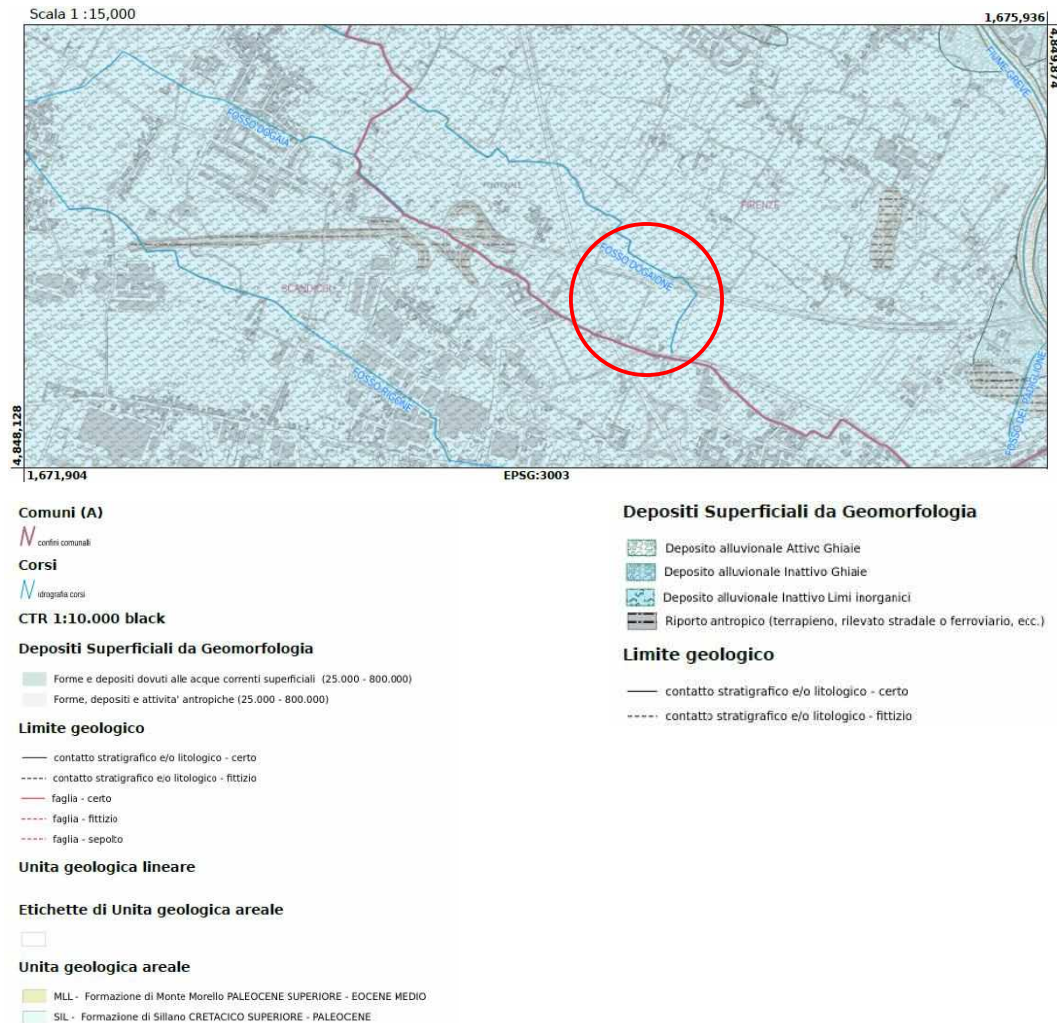 Scala 1 :15,000
1,675,936
4,849,874
FIUME GREVE
FOSSO DOGAIA
FIRENZE
FOSSO DOGAIONE
SCANDICCI
FOSSO RIGONE
FOSSO DEL PADIGLIONE
4,848,128
1,671,904
EPSG:3003
Comuni (A)
confini comunali
Corsi
idrografia corsi
CTR 1:10.000 black
Depositi Superficiali da Geomorfologia
Forme e depositi dovuti alle acque correnti superficiali (25.000 - 800.000)
Forme, depositi e attivita' antropiche (25.000 - 800.000)
Limite geologico
contatto stratigrafico e/o litologico - certo
contatto stratigrafico e/o litologico - fittizio
faglia - certo
faglia - fittizio
faglia - sepolto
Unita geologica lineare
Etichette di Unita geologica areale
Unita geologica areale
MLL - Formazione di Monte Morello PALEOCENE SUPERIORE - EOCENE MEDIO
SIL - Formazione di Sillano CRETACICO SUPERIORE - PALEOCENE
Depositi Superficiali da Geomorfologia
Deposito alluvionale Attivo Ghiaie
Deposito alluvionale Inattivo Ghiaie
Deposito alluvionale Inattivo Limi inorganici
Riporto antropico (terrapieno, rilevato stradale o ferroviario, ecc.)
Limite geologico
contatto stratigrafico e/o litologico - certo
contatto stratigrafico e/o litologico - fittizio